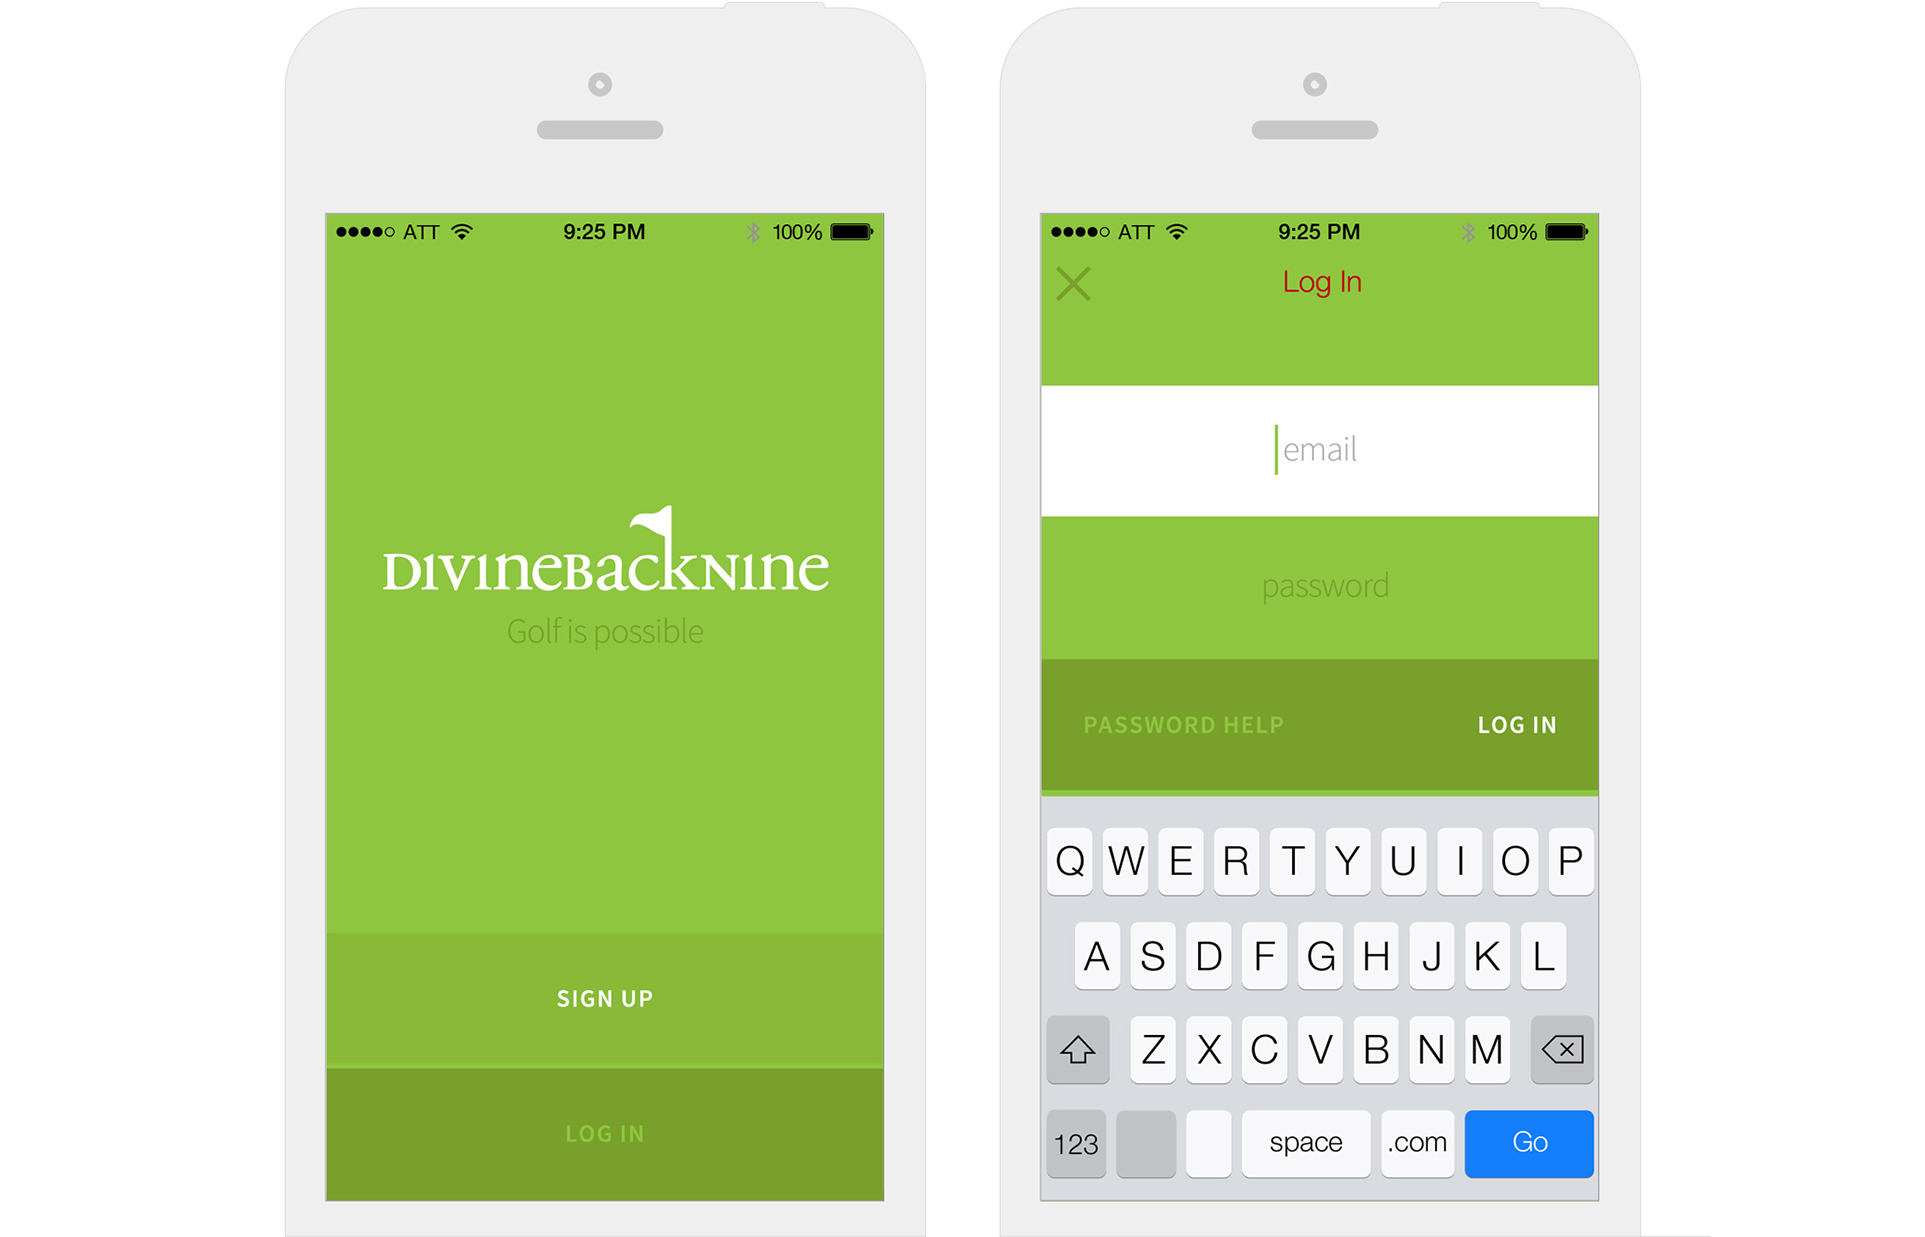 ATT 9:25 PM 100%
DIVINEBACKNINE
Golf is possible
SIGN UP
LOG IN
ATT 9:25 PM 100%
Log In
email
password
PASSWORD HELP LOG IN
Q W E R T Y U I O P
A S D F G H J K L
Z X C V B N M
123 space .com Go